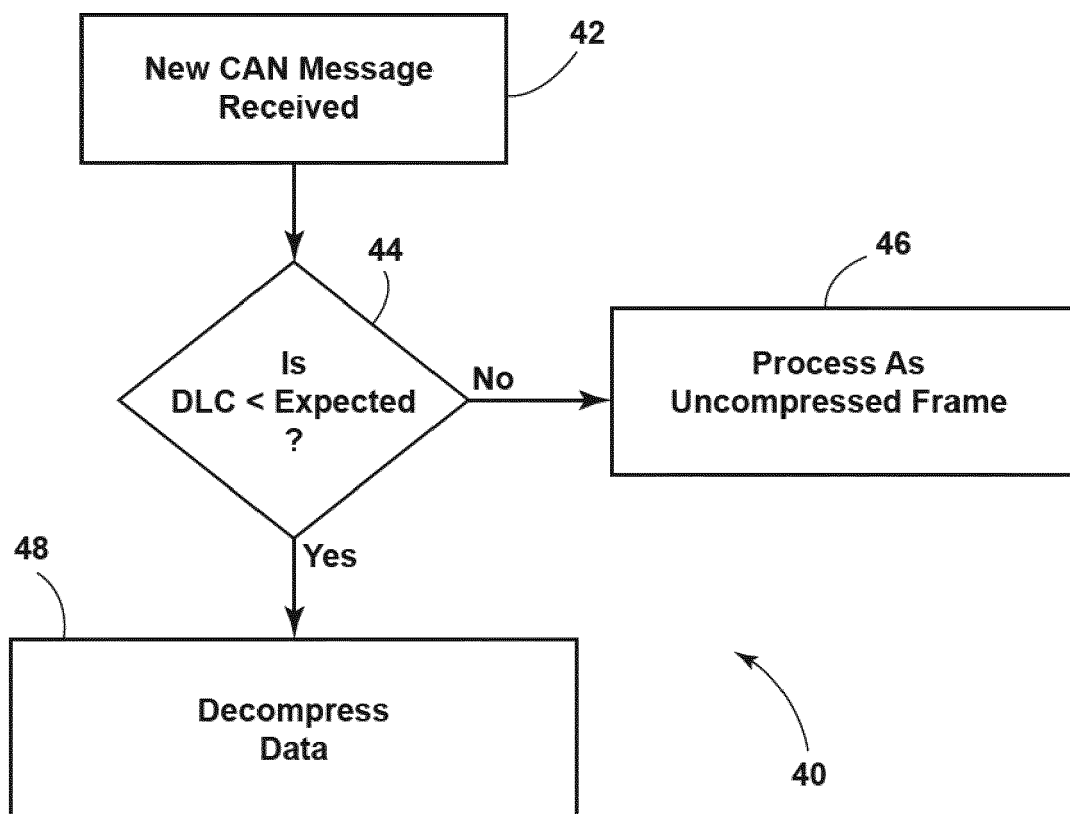 New CAN Message
Received
42
44
Is
DLC < Expected
?
No
46
Process As
Uncompressed Frame
Yes
48
Decompress
Data
40